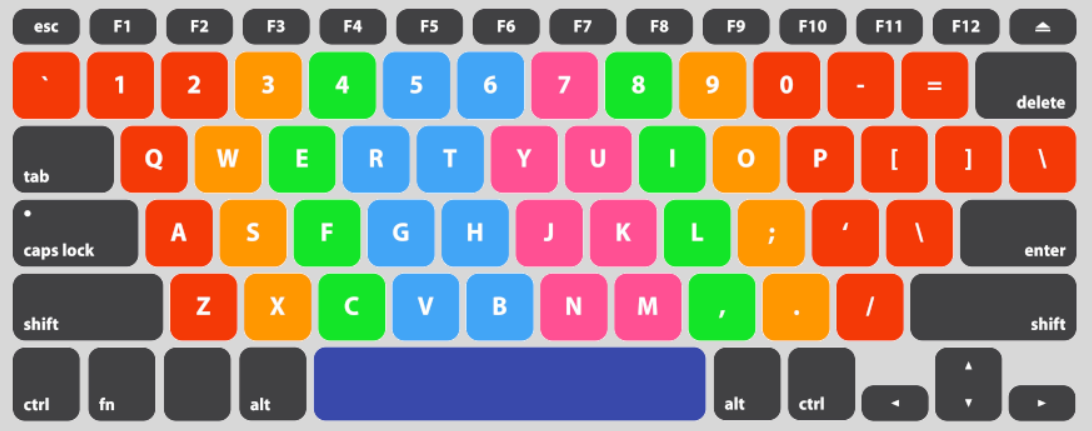 esc F1 F2 F3 F4 F5 F6 F7 F8 F9 F10 F11 F12 ⏏
` 1 2 3 4 5 6 7 8 9 0 - = delete
tab Q W E R T Y U I O P [ ] \
• caps lock A S F G H J K L ; ‘ \ enter
shift Z X C V B N M , . / shift
ctrl fn alt alt ctrl ◄ ▲ ▼ ►